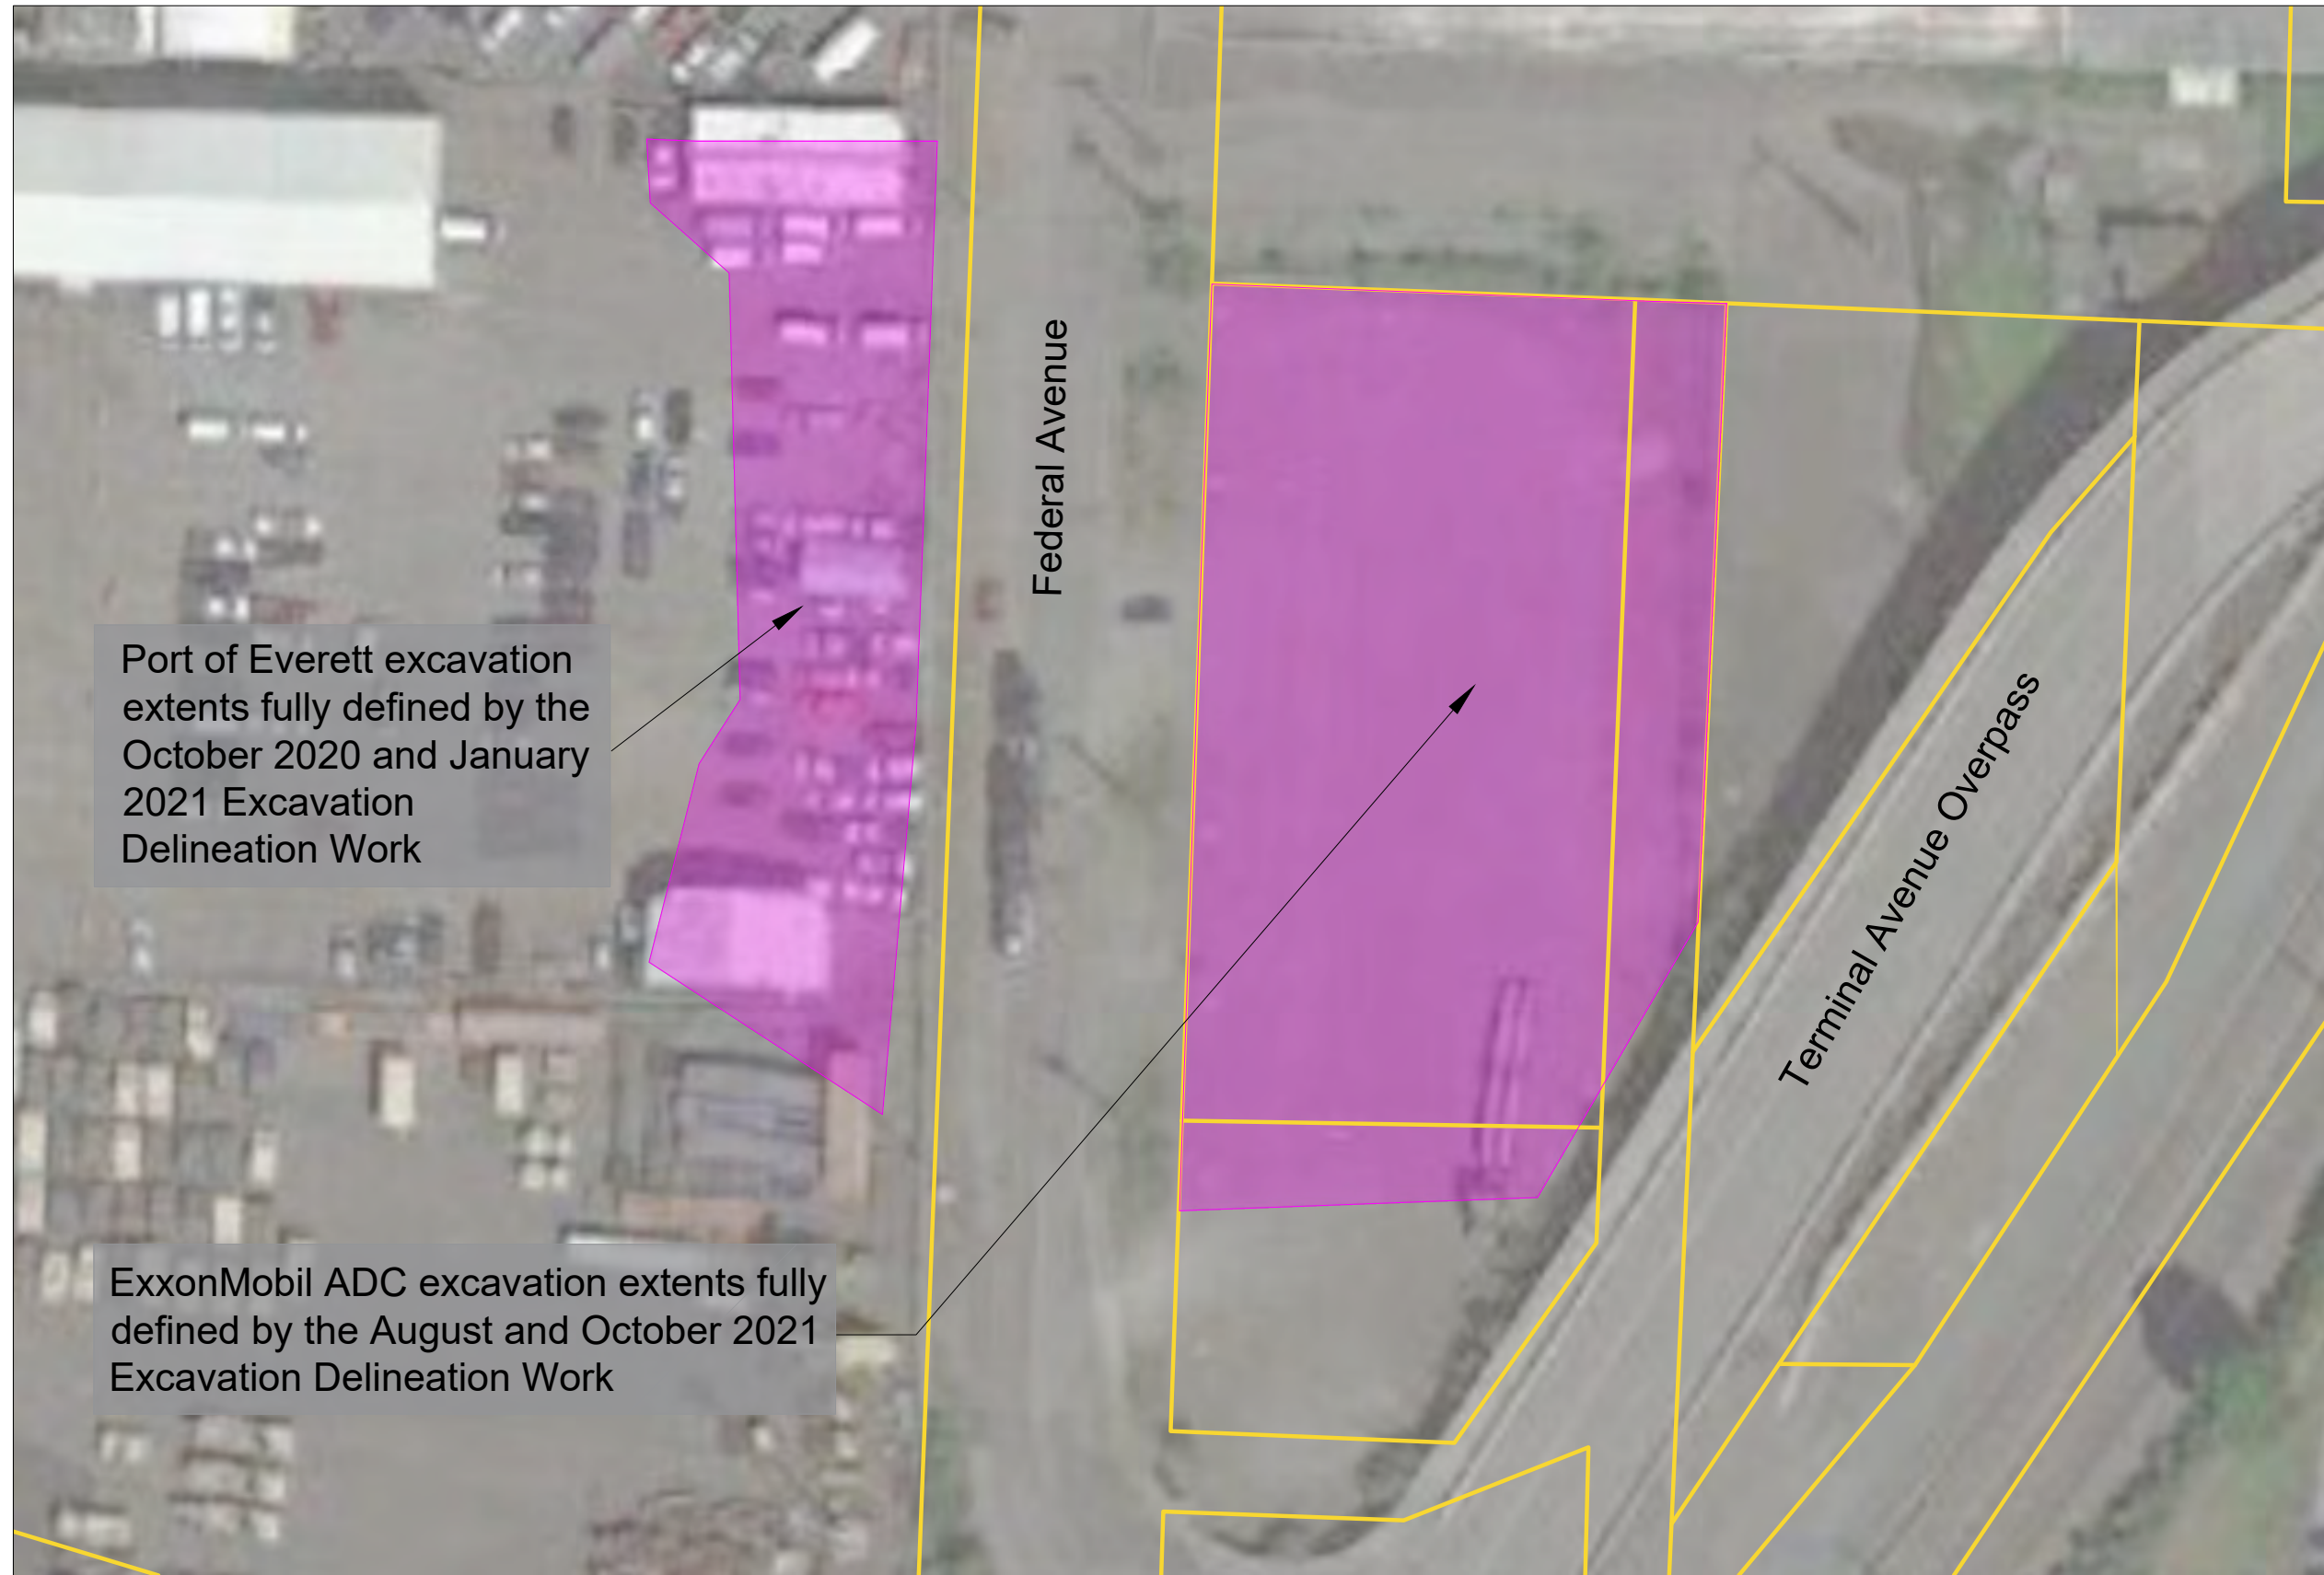 Federal Avenue
Port of Everett excavation
extents fully defined by the
October 2020 and January
2021 Excavation
Delineation Work
Terminal Avenue Overpass
ExxonMobil ADC excavation extents fully
defined by the August and October 2021
Excavation Delineation Work